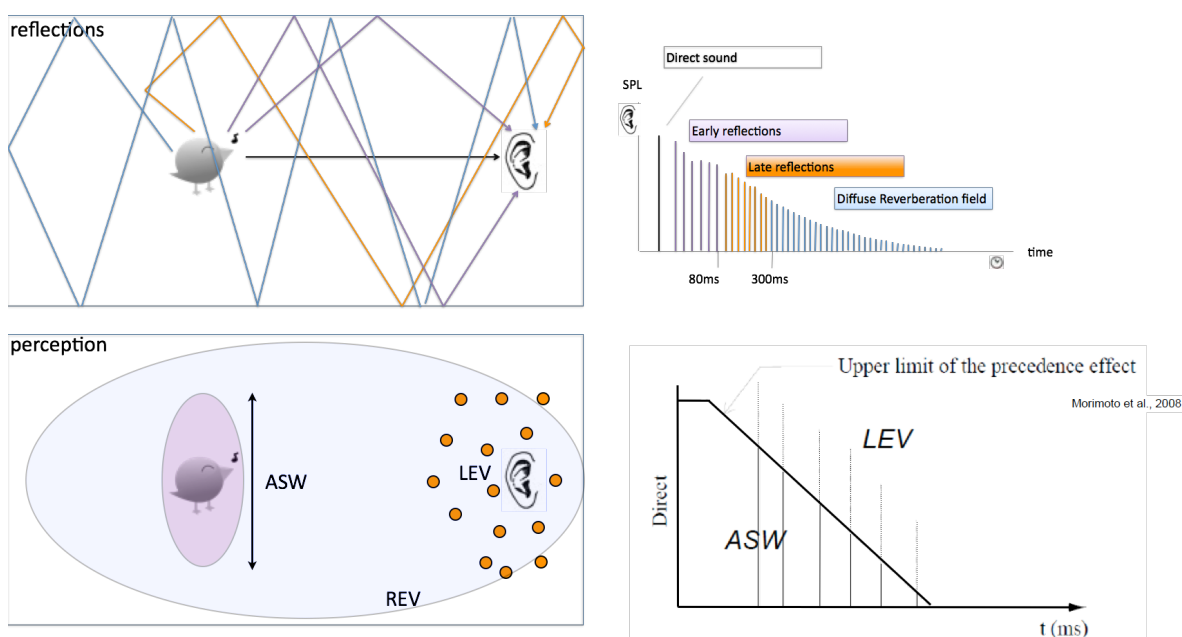 reflections
Direct sound
SPL
Early reflections
Late reflections
Diffuse Reverberation field
time
80ms
300ms
perception
ASW
LEV
REV
Upper limit of the precedence effect
Morimoto et al., 2008
LEV
Direct
ASW
t (ms)